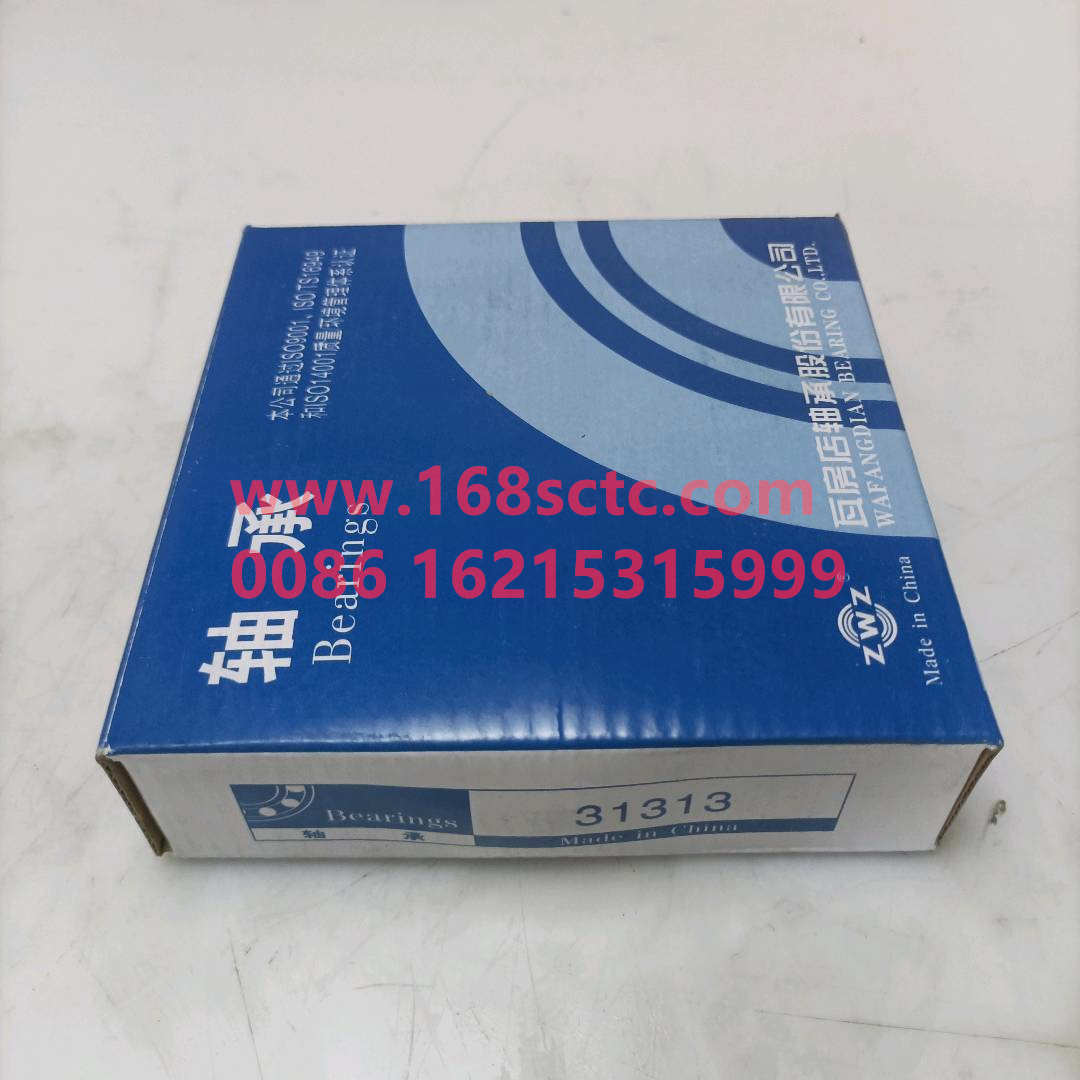 本公司通过ISO9001、ISO/TS16949
和ISO14001质量环境管理体系认证
轴承
Bearings
瓦房店轴承股份有限公司
WAFANGDIAN BEARING CO.,LTD.
ZWZ®
Made in China
www.168sctc.com
0086 16215315999
Bearings
轴 承
31313
Made in China